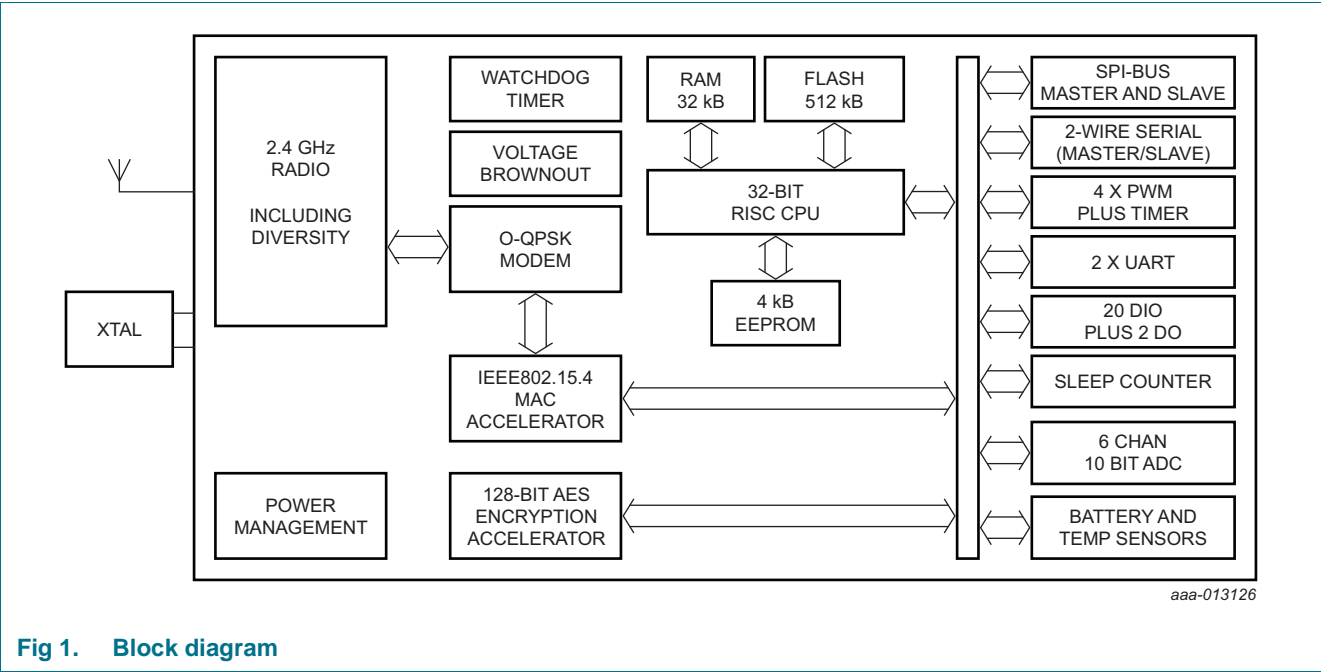 2.4 GHz
RADIO
INCLUDING
DIVERSITY
XTAL
POWER
MANAGEMENT
WATCHDOG
TIMER
VOLTAGE
BROWNOUT
O-QPSK
MODEM
IEEE802.15.4
MAC
ACCELERATOR
128-BIT AES
ENCRYPTION
ACCELERATOR
RAM
32 kB
FLASH
512 kB
32-BIT
RISC CPU
4 kB
EEPROM
SPI-BUS
MASTER AND SLAVE
2-WIRE SERIAL
(MASTER/SLAVE)
4 X PWM
PLUS TIMER
2 X UART
20 DIO
PLUS 2 DO
SLEEP COUNTER
6 CHAN
10 BIT ADC
BATTERY AND
TEMP SENSORS
aaa-013126
Fig 1. Block diagram